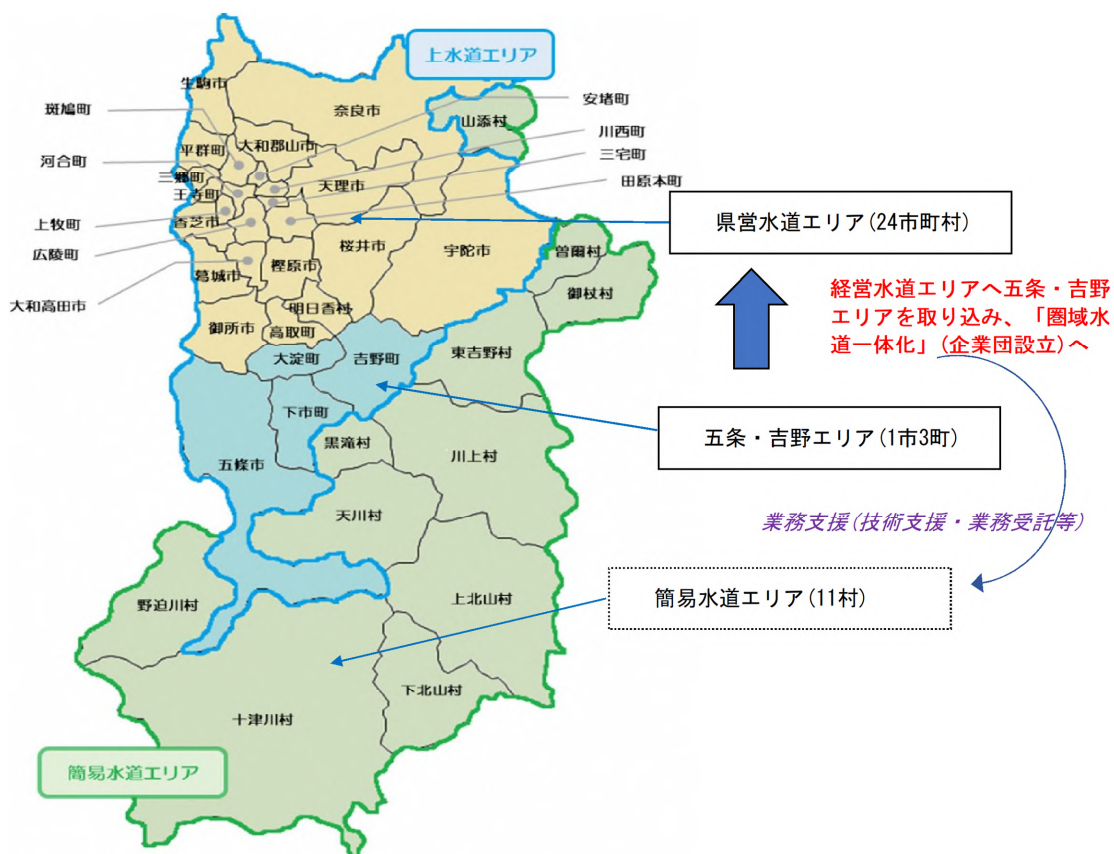 上水道エリア
生駒市
斑鳩町
奈良市
安堵町
山添村
川西町
平群町
大和郡山市
河合町
三宅町
三郷町
天理市
田原本町
王寺町
上牧町
香芝市
県営水道エリア(24市町村)
広陵町
桜井市
宇陀市
曽爾村
葛城市
橿原市
御杖村
経営水道エリアへ五条・吉野
エリアを取り込み、「圏域水
道一体化」(企業団設立)へ
大和高田市
明日香村
御所市
高取町
大淀町
吉野町
東吉野村
下市町
五条・吉野エリア(1市3町)
黒滝村
川上村
五條市
天川村
業務支援(技術支援・業務受託等)
野迫川村
上北山村
簡易水道エリア(11村)
下北山村
十津川村
簡易水道エリア